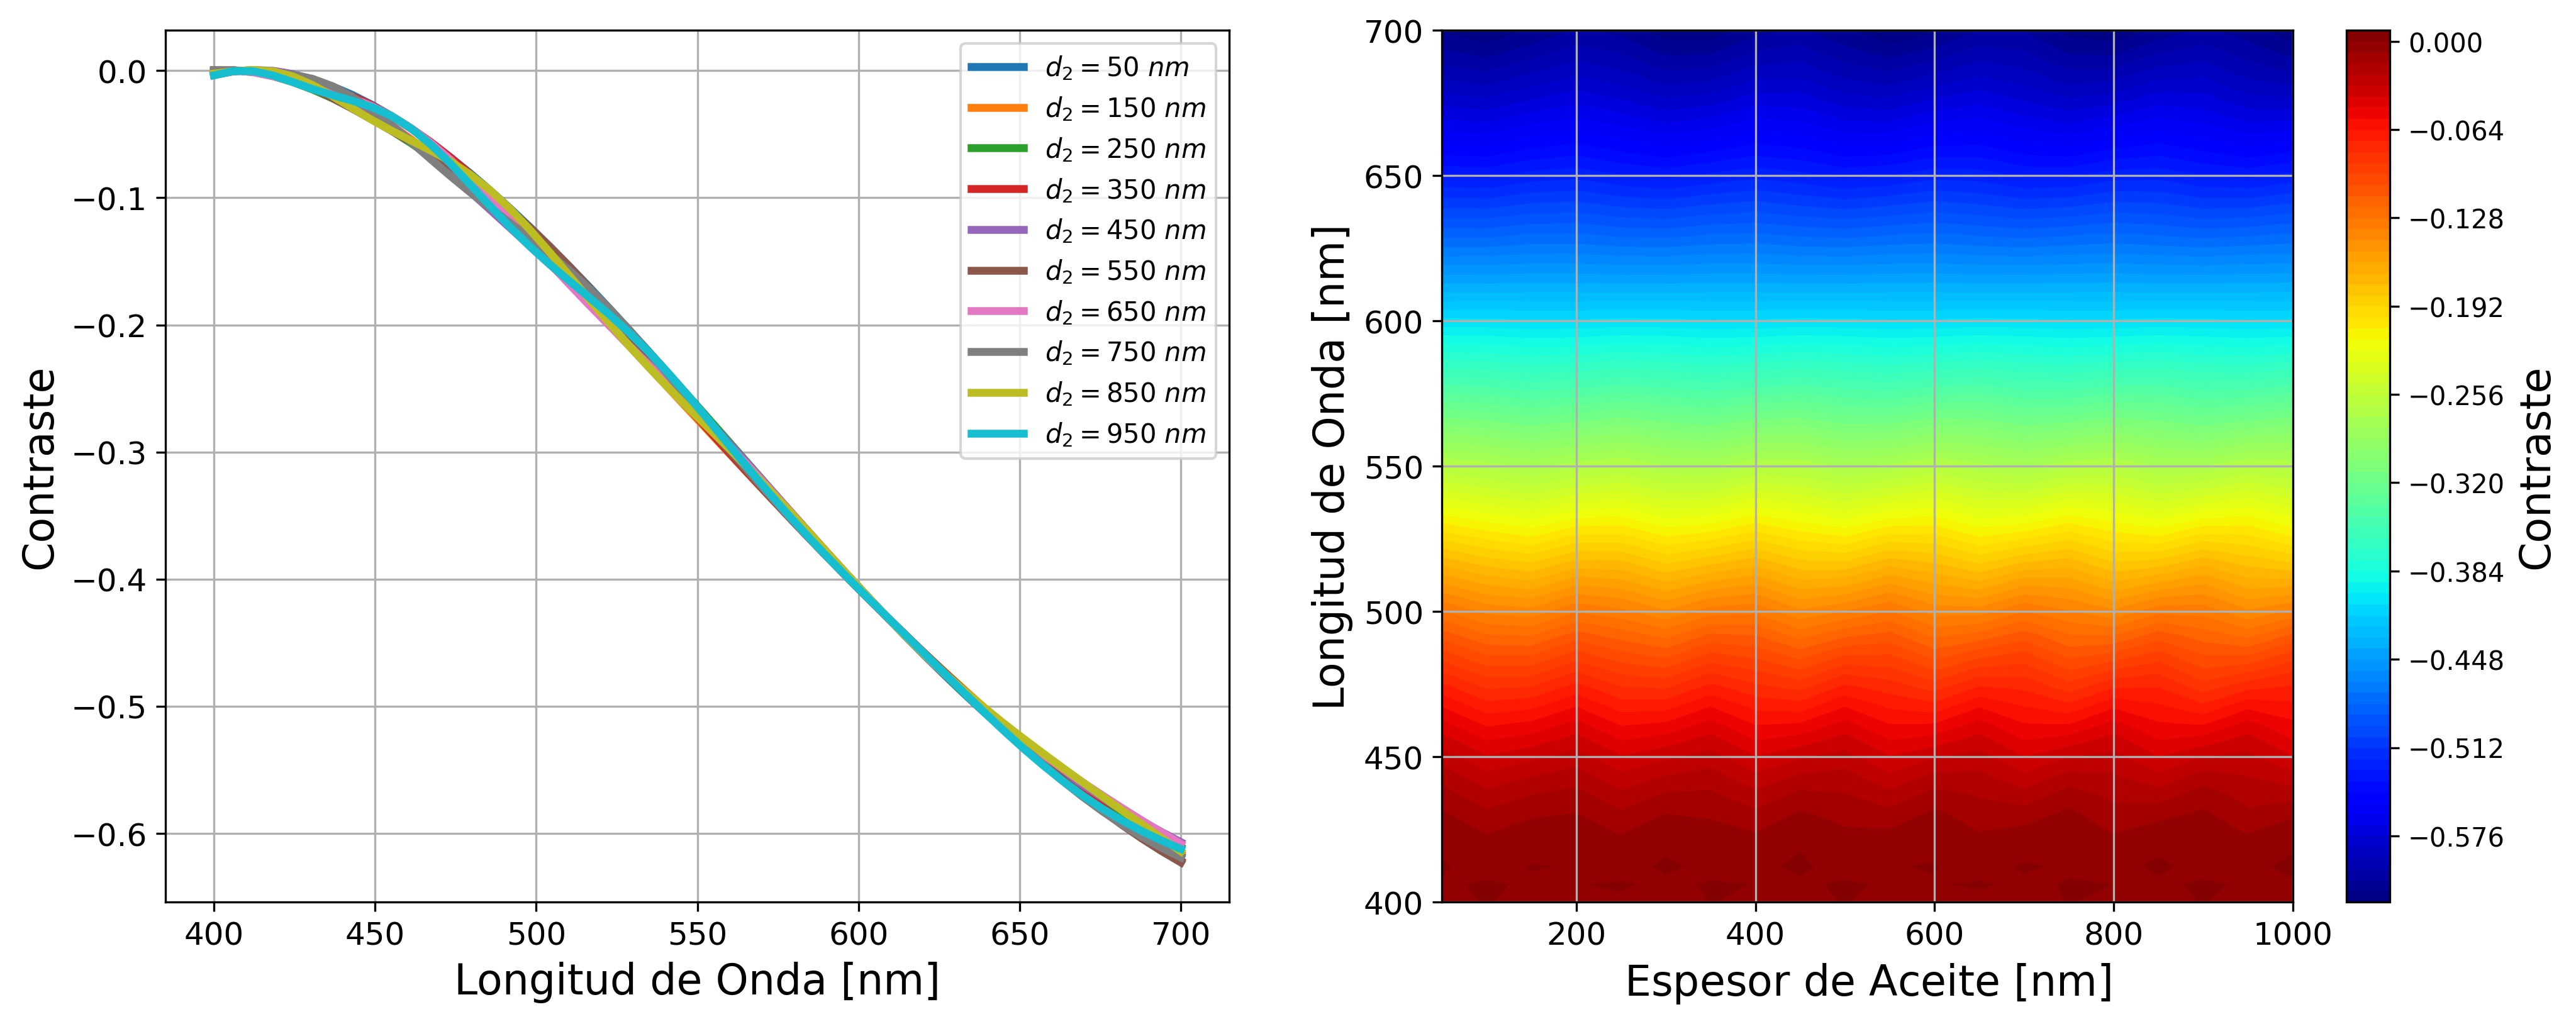 0.0
−0.1
−0.2
−0.3
−0.4
−0.5
−0.6
Contraste
400 450 500 550 600 650 700
Longitud de Onda [nm]
d₂ = 50 nm
d₂ = 150 nm
d₂ = 250 nm
d₂ = 350 nm
d₂ = 450 nm
d₂ = 550 nm
d₂ = 650 nm
d₂ = 750 nm
d₂ = 850 nm
d₂ = 950 nm
700
650
600
550
500
450
400
Longitud de Onda [nm]
200 400 600 800 1000
Espesor de Aceite [nm]
0.000
−0.064
−0.128
−0.192
−0.256
−0.320
−0.384
−0.448
−0.512
−0.576
Contraste